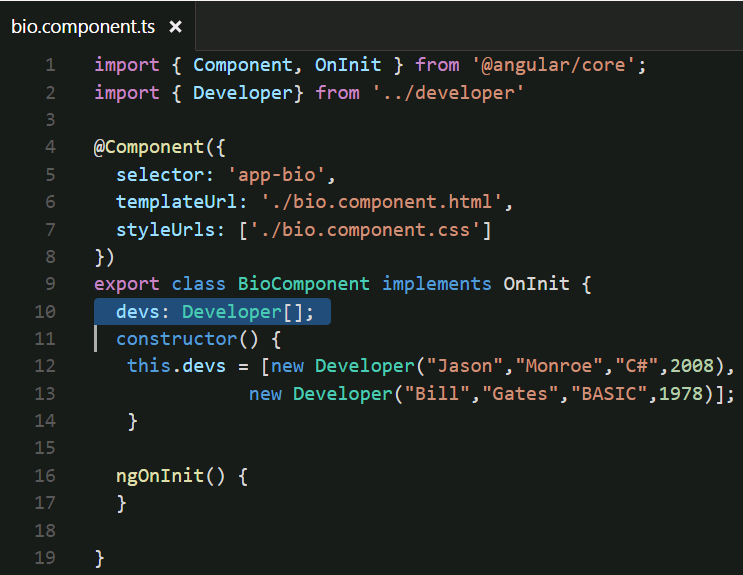 bio.component.ts ×
1 import { Component, OnInit } from '@angular/core';
2 import { Developer} from '../developer'
3
4 @Component({
5   selector: 'app-bio',
6   templateUrl: './bio.component.html',
7   styleUrls: ['./bio.component.css']
8 })
9 export class BioComponent implements OnInit {
10   devs: Developer[];
11   constructor() {
12    this.devs = [new Developer("Jason","Monroe","C#",2008),
13               new Developer("Bill","Gates","BASIC",1978)];
14    }
15
16   ngOnInit() {
17   }
18
19 }